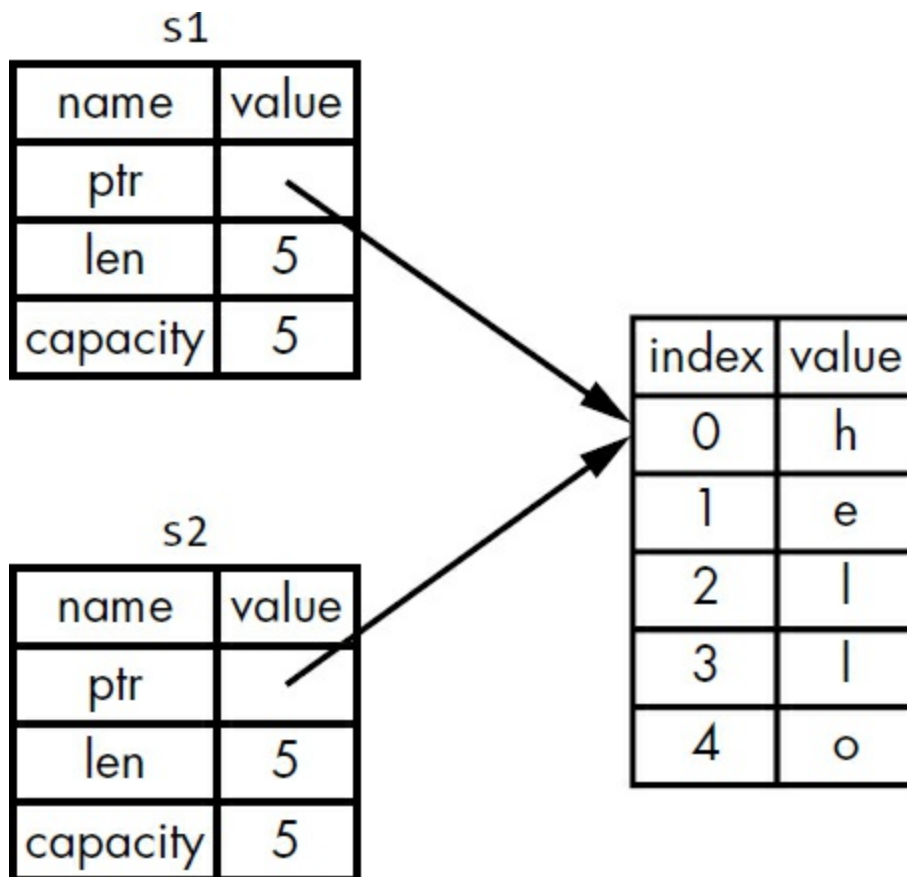 s1
name value
ptr
len 5
capacity 5
index value
0 h
1 e
2 l
3 l
4 o
s2
name value
ptr
len 5
capacity 5